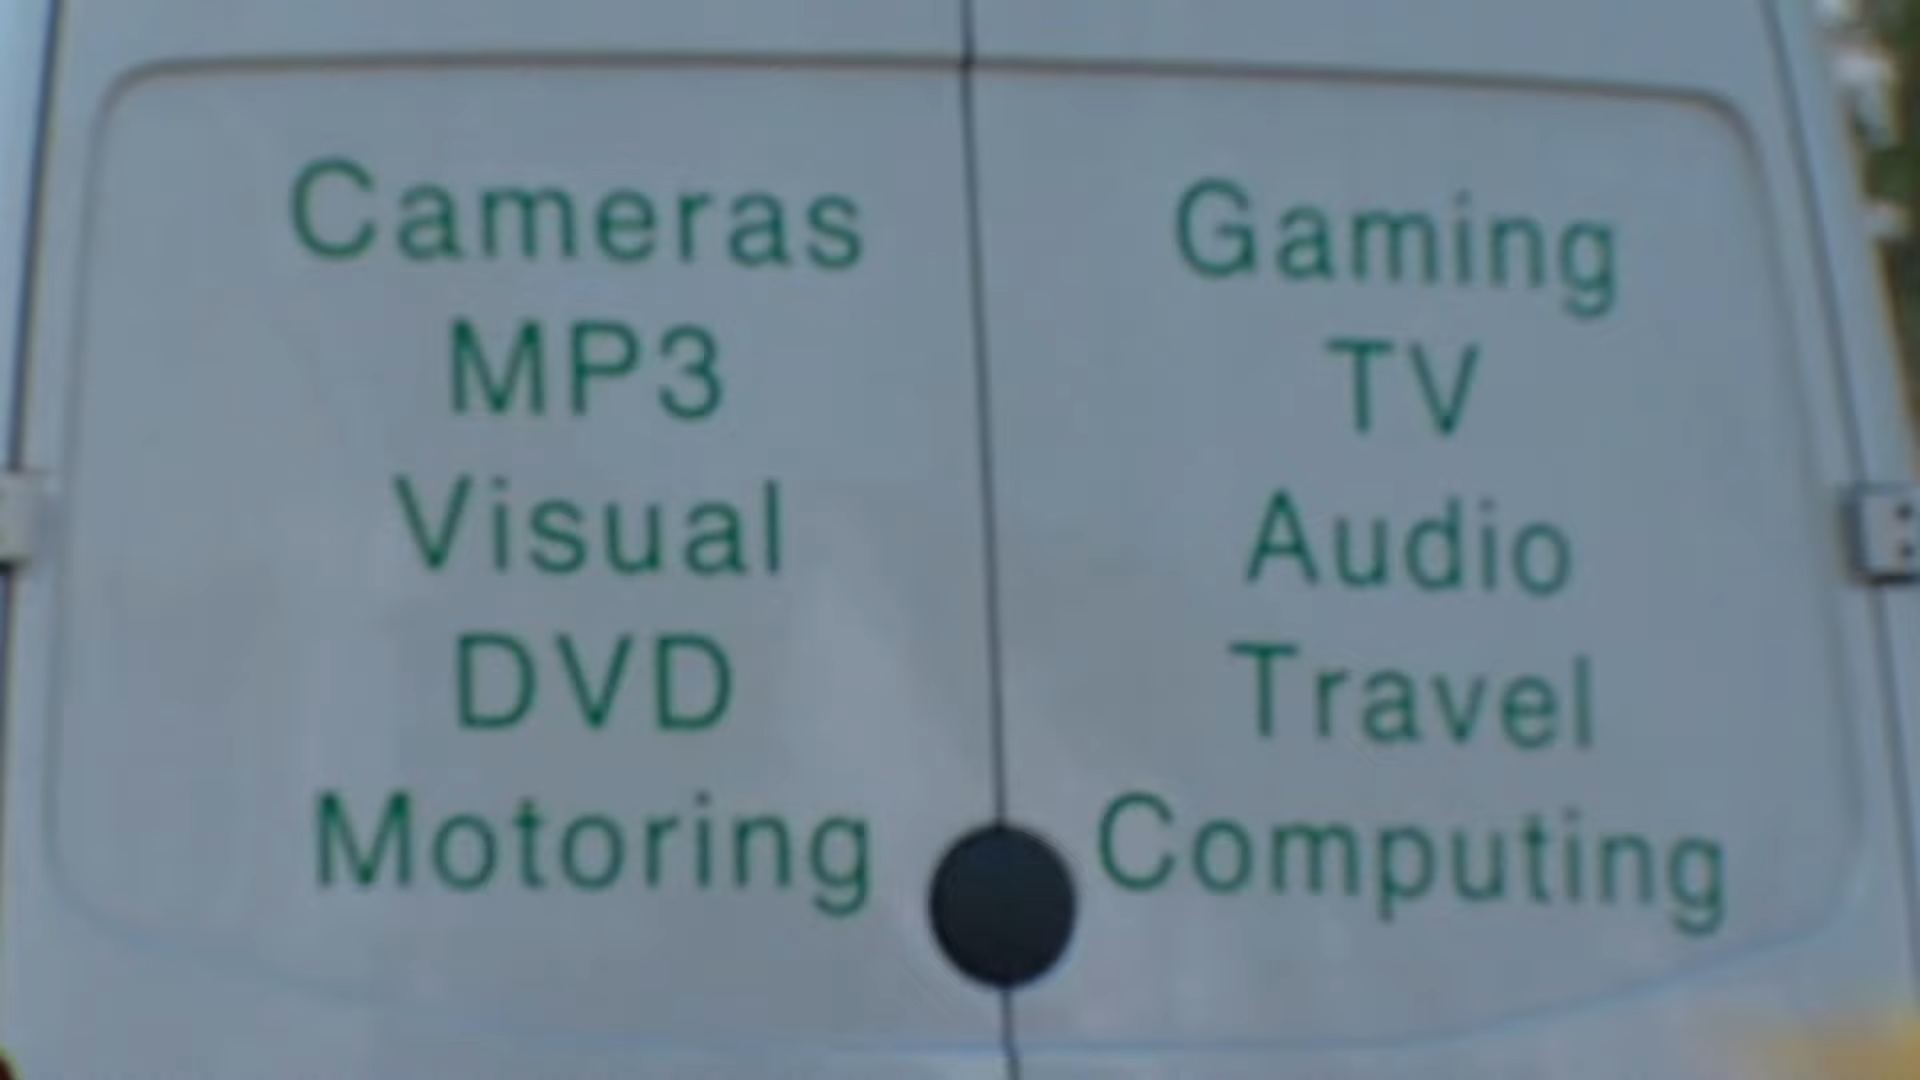 Cameras
MP3
Visual
DVD
Motoring
Gaming
TV
Audio
Travel
Computing